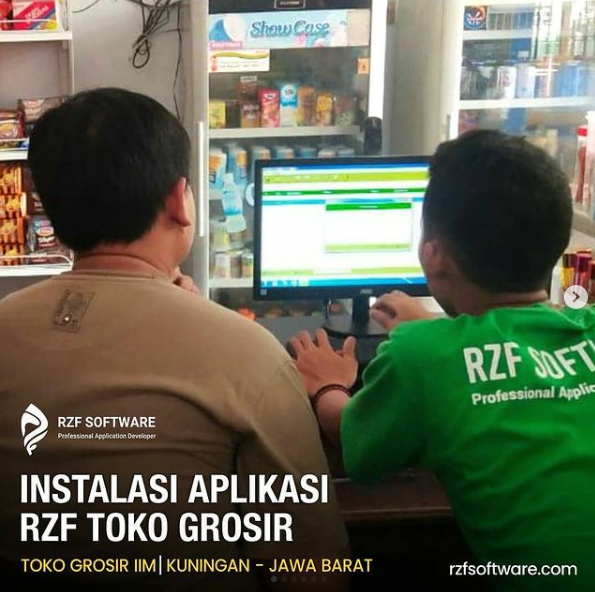 Show Case
RZF SOFT
Professional Applic
RZF SOFTWARE
Professional Application Developer
INSTALASI APLIKASI
RZF TOKO GROSIR
TOKO GROSIR IIM| KUNINGAN - JAWA BARAT
rzfsoftware.com